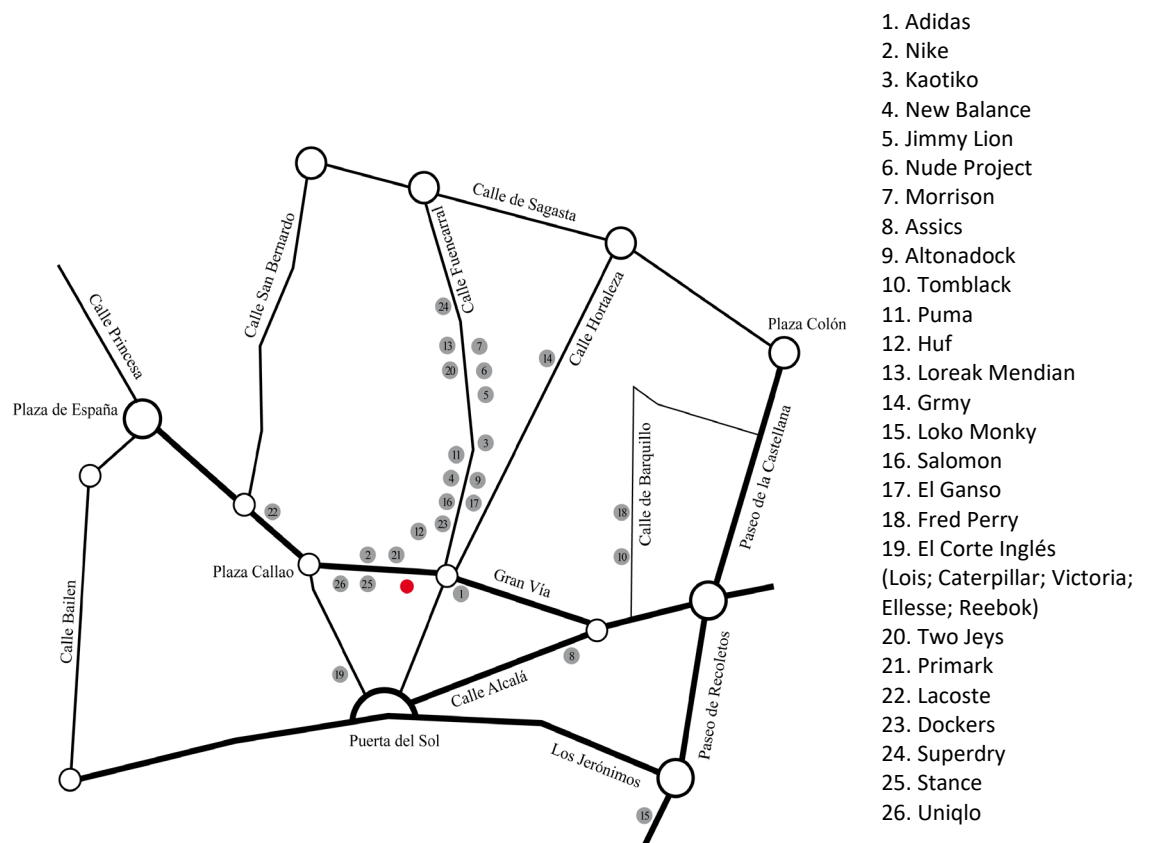 Calle de Sagasta
Calle Fuencarral
Calle San Bernardo
Calle Hortaleza
Calle Princesa
Plaza Colón
Plaza de España
Paseo de la Castellana
Calle de Barquillo
Plaza Callao
Gran Vía
Calle Bailen
Calle Alcalá
Paseo de Recoletos
Puerta del Sol
Los Jerónimos
24
13
7
14
20
6
5
3
11
4
9
16
17
22
23
18
12
2
21
10
26
25
1
8
19
15
1. Adidas
2. Nike
3. Kaotiko
4. New Balance
5. Jimmy Lion
6. Nude Project
7. Morrison
8. Assics
9. Altonadock
10. Tomblack
11. Puma
12. Huf
13. Loreak Mendian
14. Grmy
15. Loko Monky
16. Salomon
17. El Ganso
18. Fred Perry
19. El Corte Inglés
(Lois; Caterpillar; Victoria;
Ellesse; Reebok)
20. Two Jeys
21. Primark
22. Lacoste
23. Dockers
24. Superdry
25. Stance
26. Uniqlo